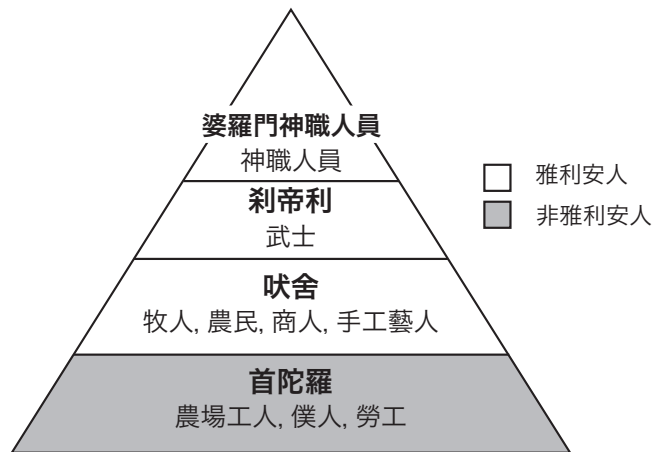 婆羅門神職人員
神職人員
剎帝利
武士
吠舍
牧人, 農民, 商人, 手工藝人
首陀羅
農場工人, 僕人, 勞工
雅利安人
非雅利安人